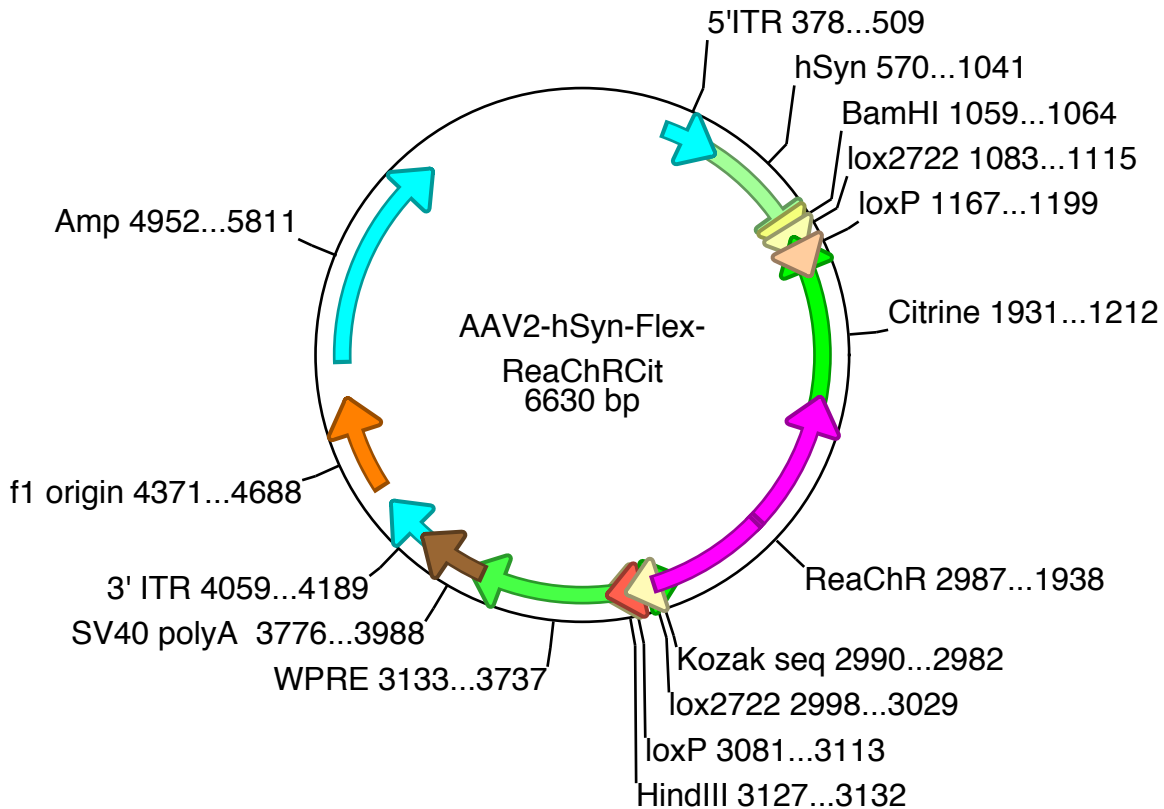 5'ITR 378...509
hSyn 570...1041
BamHI 1059...1064
lox2722 1083...1115
loxP 1167...1199
Amp 4952...5811
Citrine 1931...1212
AAV2-hSyn-Flex-
ReaChRCit
6630 bp
f1 origin 4371...4688
ReaChR 2987...1938
3' ITR 4059...4189
SV40 polyA  3776...3988
Kozak seq 2990...2982
WPRE 3133...3737
lox2722 2998...3029
loxP 3081...3113
HindIII 3127...3132